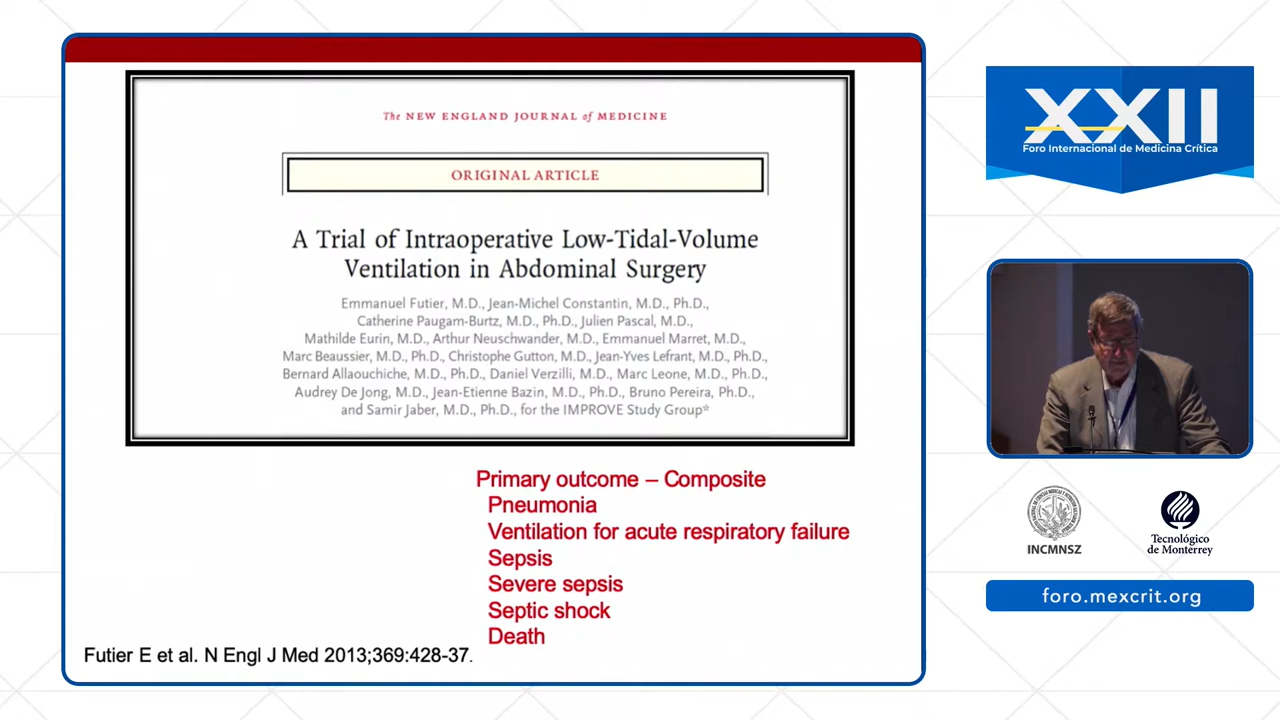 The NEW ENGLAND JOURNAL of MEDICINE
ORIGINAL ARTICLE
A Trial of Intraoperative Low-Tidal-Volume
Ventilation in Abdominal Surgery
Emmanuel Futier, M.D., Jean-Michel Constantin, M.D., Ph.D.,
Catherine Paugam-Burtz, M.D., Ph.D., Julien Pascal, M.D.,
Mathilde Eurin, M.D., Arthur Neuschwander, M.D., Emmanuel Marret, M.D.,
Marc Beaussier, M.D., Ph.D., Christophe Gutton, M.D., Jean-Yves Lefrant, M.D., Ph.D.,
Bernard Allaouchiche, M.D., Ph.D., Daniel Verzilli, M.D., Marc Leone, M.D., Ph.D.,
Audrey De Jong, M.D., Jean-Etienne Bazin, M.D., Ph.D., Bruno Pereira, Ph.D.,
and Samir Jaber, M.D., Ph.D., for the IMPROVE Study Group*
Primary outcome – Composite
Pneumonia
Ventilation for acute respiratory failure
Sepsis
Severe sepsis
Septic shock
Death
Futier E et al. N Engl J Med 2013;369:428-37.
XXII
Foro Internacional de Medicina Crítica
INCMNSZ
Tecnológico
de Monterrey
foro.mexcrit.org